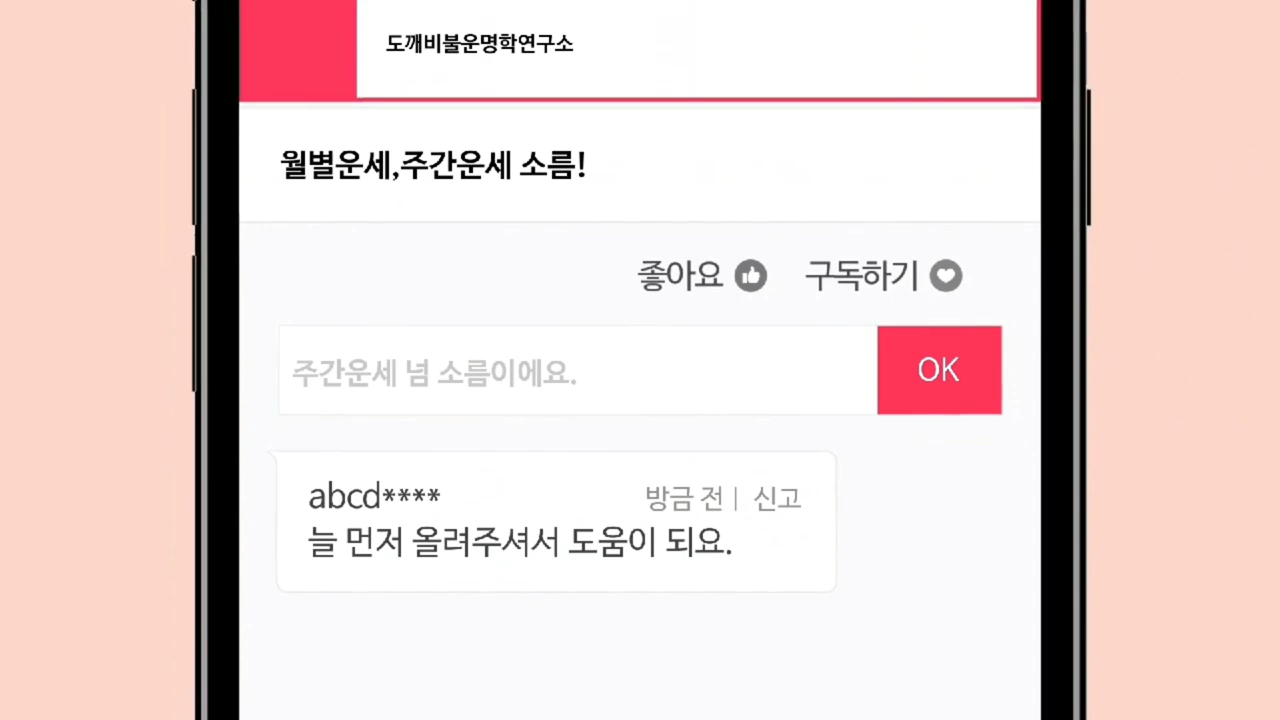 도깨비불운명학연구소
월별운세,주간운세 소름!
좋아요 구독하기
주간운세 넘 소름이에요.
OK
abcd**** 방금 전 | 신고
늘 먼저 올려주셔서 도움이 되요.